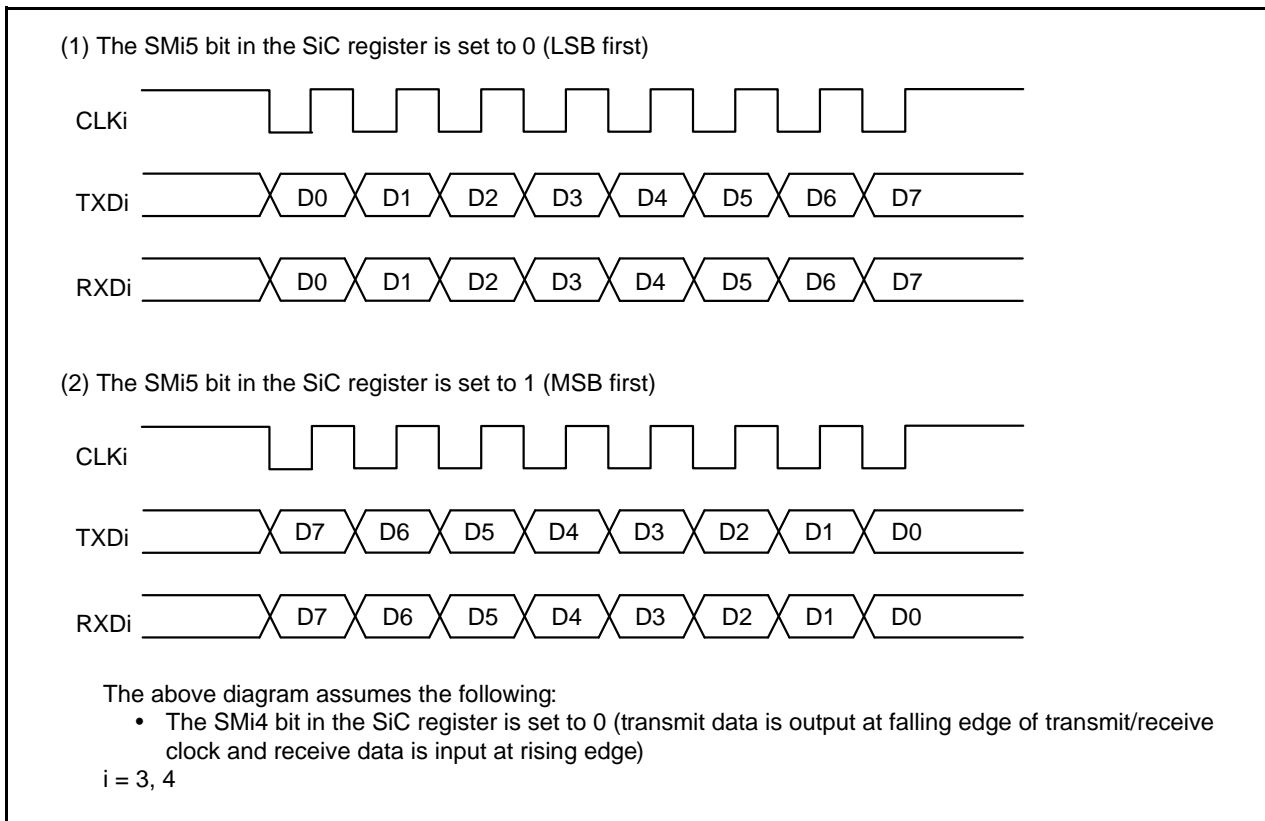 (1) The SMi5 bit in the SiC register is set to 0 (LSB first)
CLKi
TXDi D0 D1 D2 D3 D4 D5 D6 D7
RXDi D0 D1 D2 D3 D4 D5 D6 D7
(2) The SMi5 bit in the SiC register is set to 1 (MSB first)
CLKi
TXDi D7 D6 D5 D4 D3 D2 D1 D0
RXDi D7 D6 D5 D4 D3 D2 D1 D0
The above diagram assumes the following:
• The SMi4 bit in the SiC register is set to 0 (transmit data is output at falling edge of transmit/receive
clock and receive data is input at rising edge)
i = 3, 4